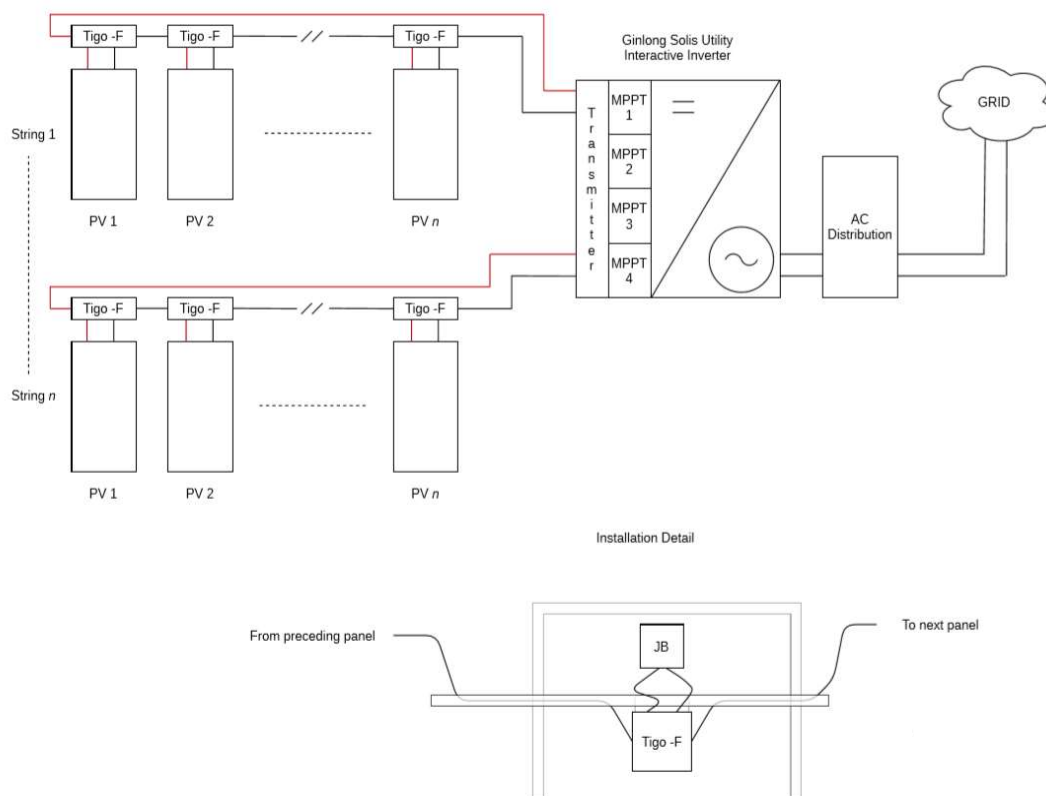 Ginlong Solis Utility
Interactive Inverter
Tigo -F
Tigo -F
Tigo -F
String 1
PV 1
PV 2
PV n
Transmitter
MPPT
1
MPPT
2
MPPT
3
MPPT
4
AC
Distribution
GRID
Tigo -F
Tigo -F
Tigo -F
String n
PV 1
PV 2
PV n
Installation Detail
From preceding panel
To next panel
JB
Tigo -F